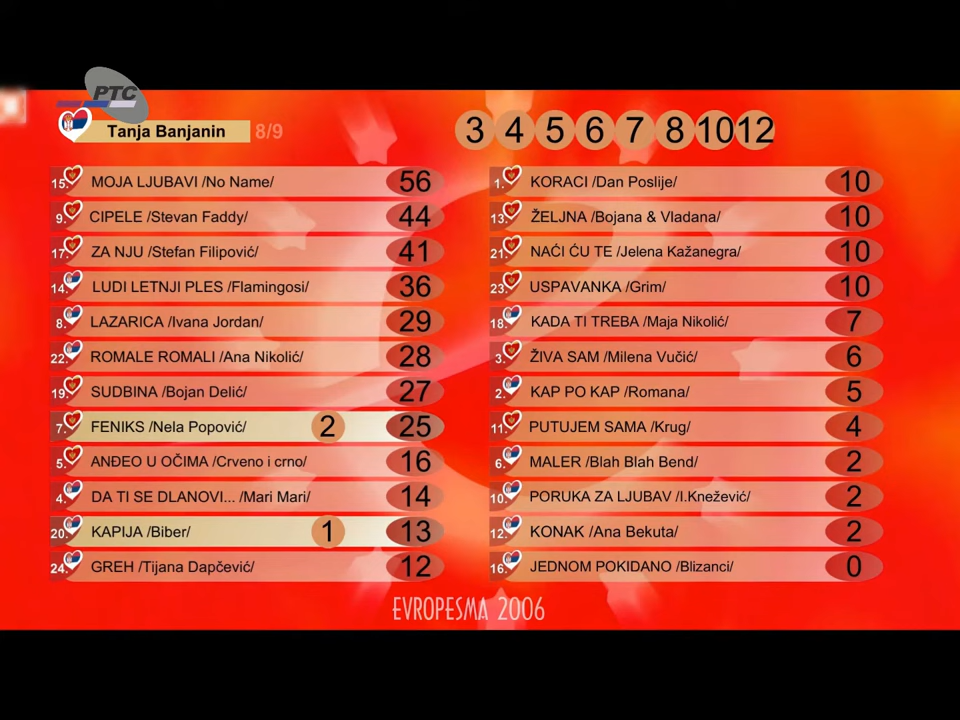 РТС
Tanja Banjanin 8/9
3 4 5 6 7 8 10 12
15. MOJA LJUBAVI /No Name/ 56
9. CIPELE /Stevan Faddy/ 44
17. ZA NJU /Stefan Filipović/ 41
14. LUDI LETNJI PLES /Flamingosi/ 36
8. LAZARICA /Ivana Jordan/ 29
22. ROMALE ROMALI /Ana Nikolić/ 28
19. SUDBINA /Bojan Delić/ 27
7. FENIKS /Nela Popović/ 2 25
5. ANĐEO U OČIMA /Crveno i crno/ 16
4. DA TI SE DLANOVI... /Mari Mari/ 14
20. KAPIJA /Biber/ 1 13
24. GREH /Tijana Dapčević/ 12
1. KORACI /Dan Poslije/ 10
13. ŽELJNA /Bojana & Vladana/ 10
21. NAĆI ĆU TE /Jelena Kažanegra/ 10
23. USPAVANKA /Grim/ 10
18. KADA TI TREBA /Maja Nikolić/ 7
3. ŽIVA SAM /Milena Vučić/ 6
2. KAP PO KAP /Romana/ 5
11. PUTUJEM SAMA /Krug/ 4
6. MALER /Blah Blah Bend/ 2
10. PORUKA ZA LJUBAV /I.Knežević/ 2
12. KONAK /Ana Bekuta/ 2
16. JEDNOM POKIDANO /Blizanci/ 0
EVROPESMA 2006